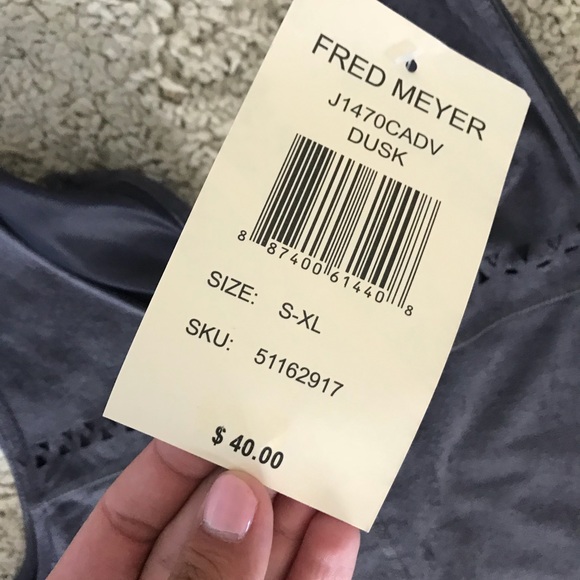 FRED MEYER
J1470CADV
DUSK
8 87400 61440 8
SIZE: S-XL
SKU: 51162917
$ 40.00